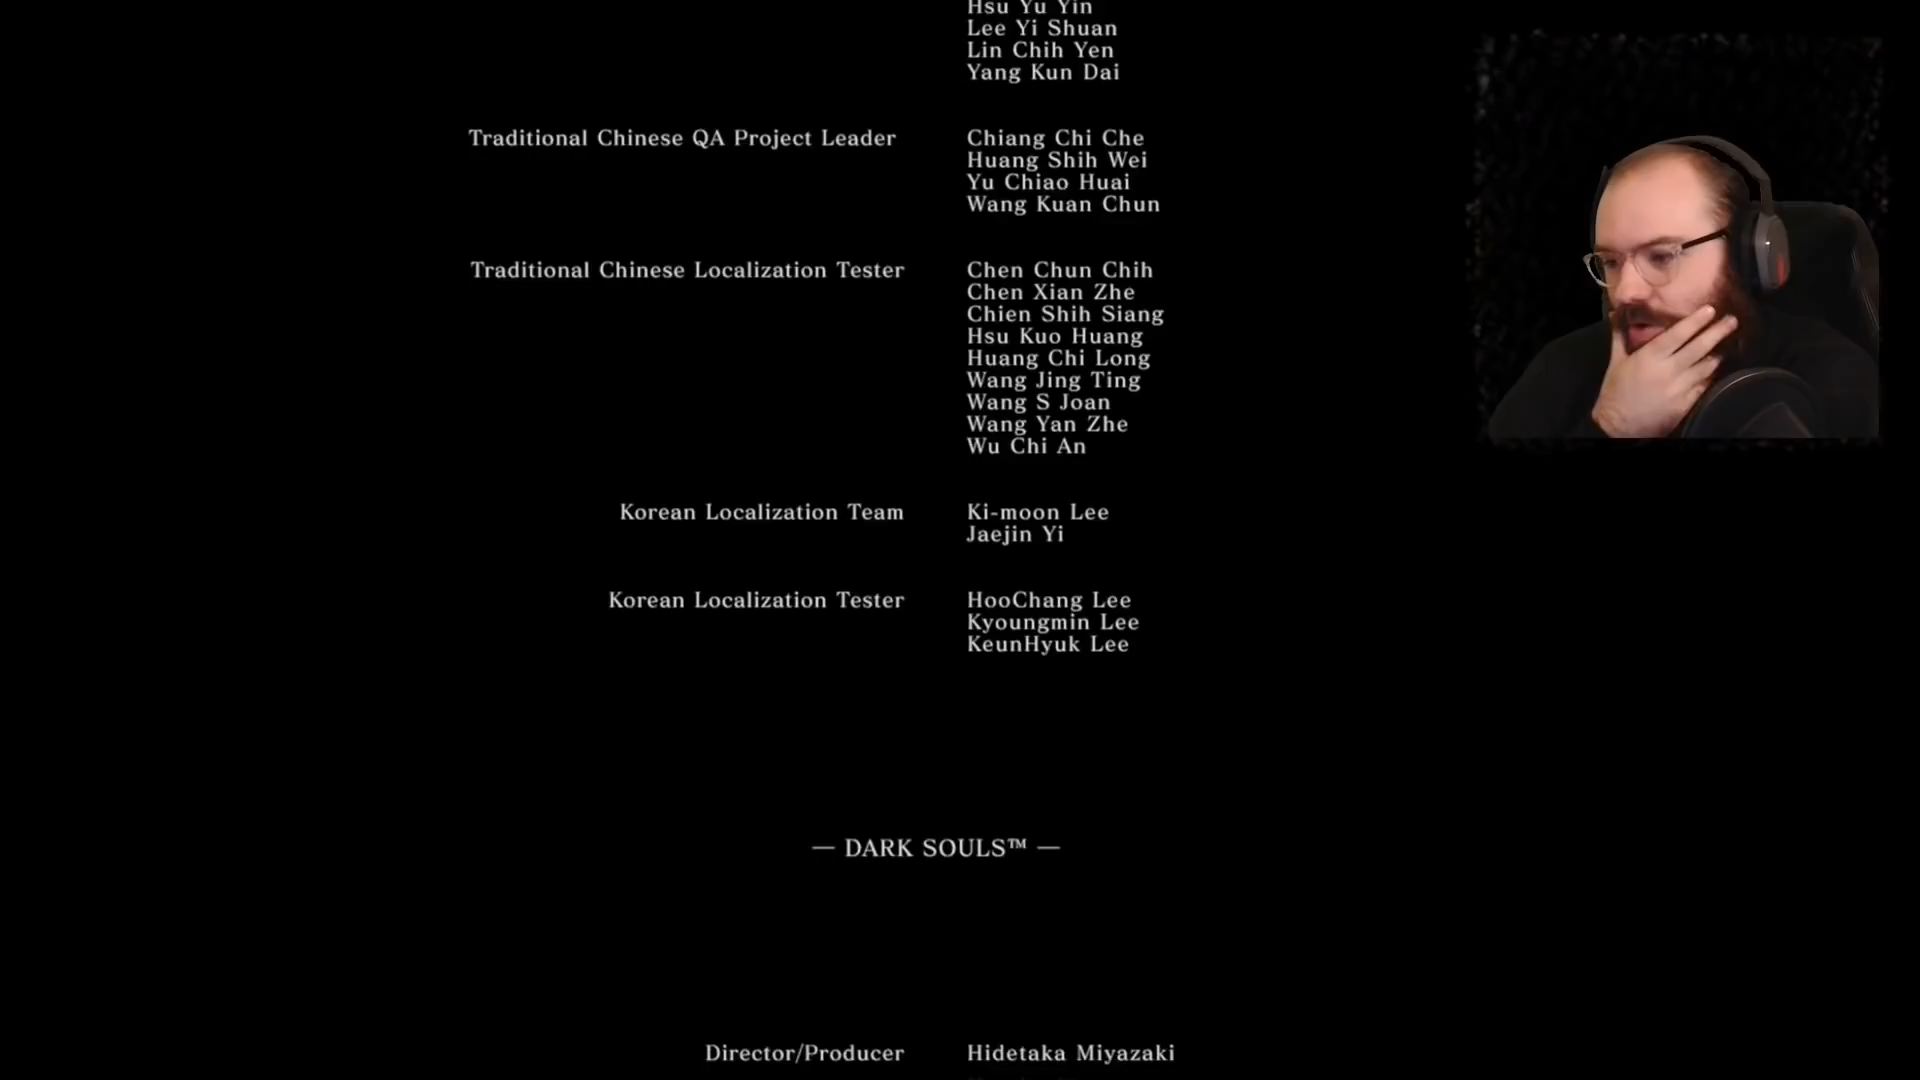 Hsu Yu Yin
Lee Yi Shuan
Lin Chih Yen
Yang Kun Dai
Traditional Chinese QA Project Leader Chiang Chi Che
Huang Shih Wei
Yu Chiao Huai
Wang Kuan Chun
Traditional Chinese Localization Tester Chen Chun Chih
Chen Xian Zhe
Chien Shih Siang
Hsu Kuo Huang
Huang Chi Long
Wang Jing Ting
Wang S Joan
Wang Yan Zhe
Wu Chi An
Korean Localization Team Ki-moon Lee
Jaejin Yi
Korean Localization Tester HooChang Lee
Kyoungmin Lee
KeunHyuk Lee
— DARK SOULS™ —
Director/Producer Hidetaka Miyazaki